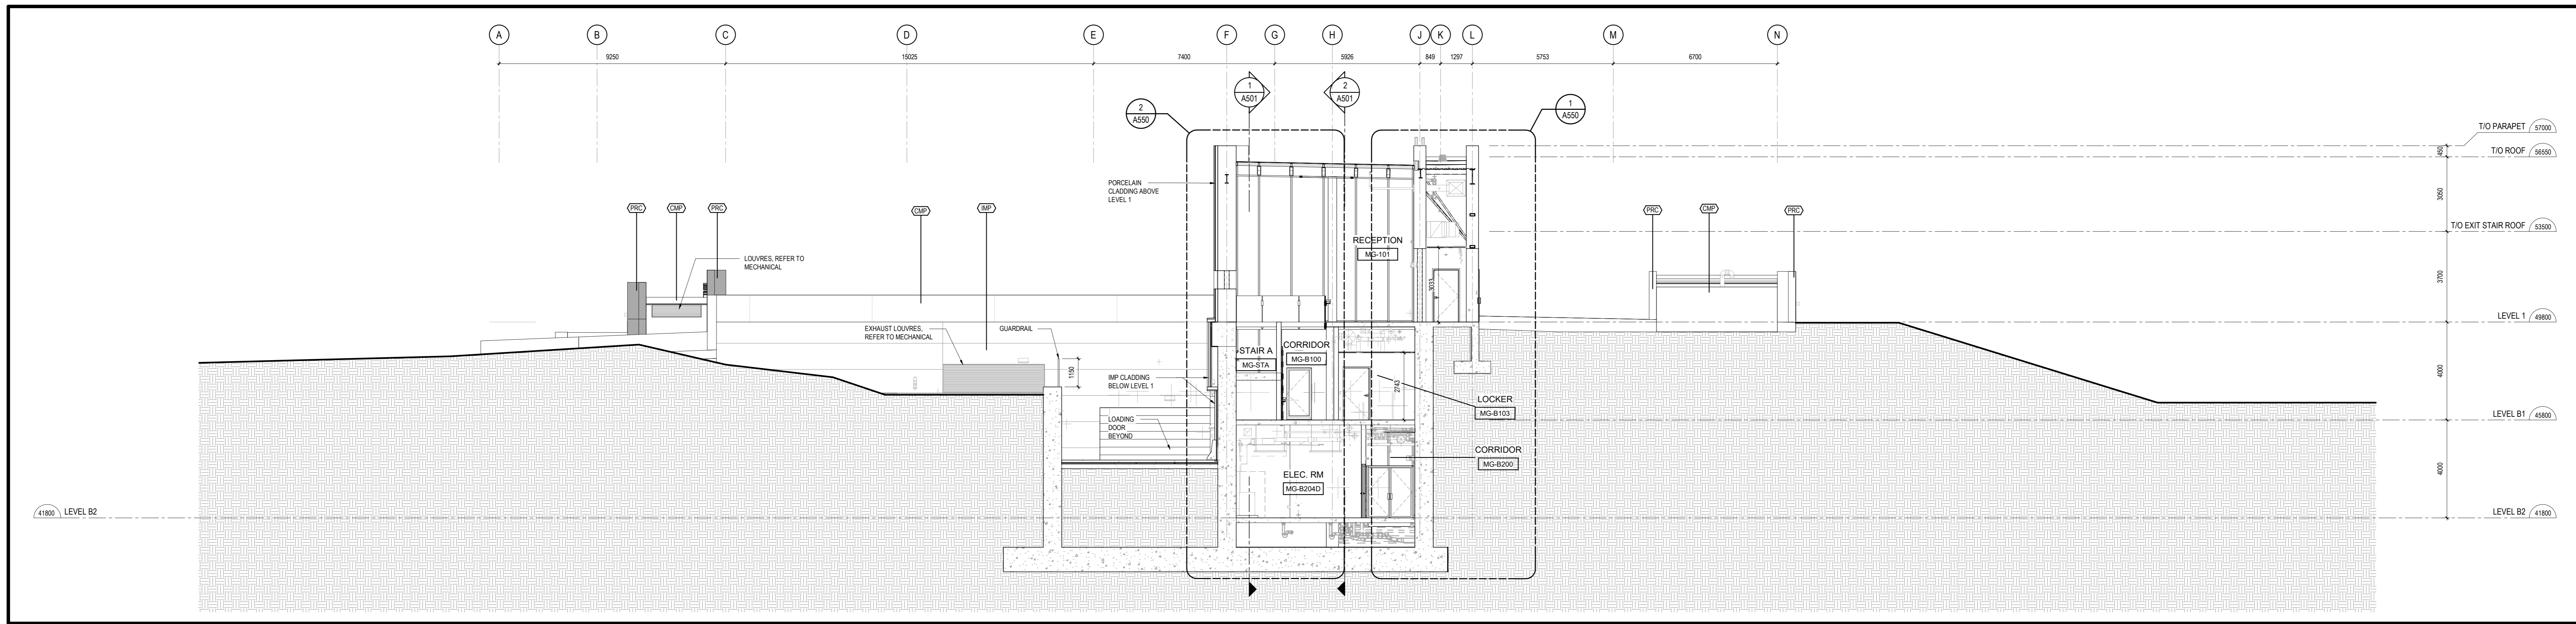 A
B
C
D
E
F
G
H
J
K
L
M
N
9250
15025
7400
5926
849
1297
5753
6700
1
A501
2
A501
2
A550
1
A550
T/O PARAPET 57000
450
T/O ROOF 56550
3050
PORCELAIN
CLADDING ABOVE
LEVEL 1
PRC
CMP
PRC
CMP
IMP
PRC
CMP
PRC
T/O EXIT STAIR ROOF 53500
RECEPTION
MG-101
LOUVRES, REFER TO
MECHANICAL
3700
3033
LEVEL 1 49800
EXHAUST LOUVRES,
REFER TO MECHANICAL
GUARDRAIL
STAIR A
MG-STA
CORRIDOR
MG-B100
1150
IMP CLADDING
BELOW LEVEL 1
2743
4000
LOCKER
MG-B103
LEVEL B1 45800
LOADING
DOOR
BEYOND
CORRIDOR
MG-B200
4000
ELEC. RM
MG-B204D
41800 LEVEL B2
LEVEL B2 41800